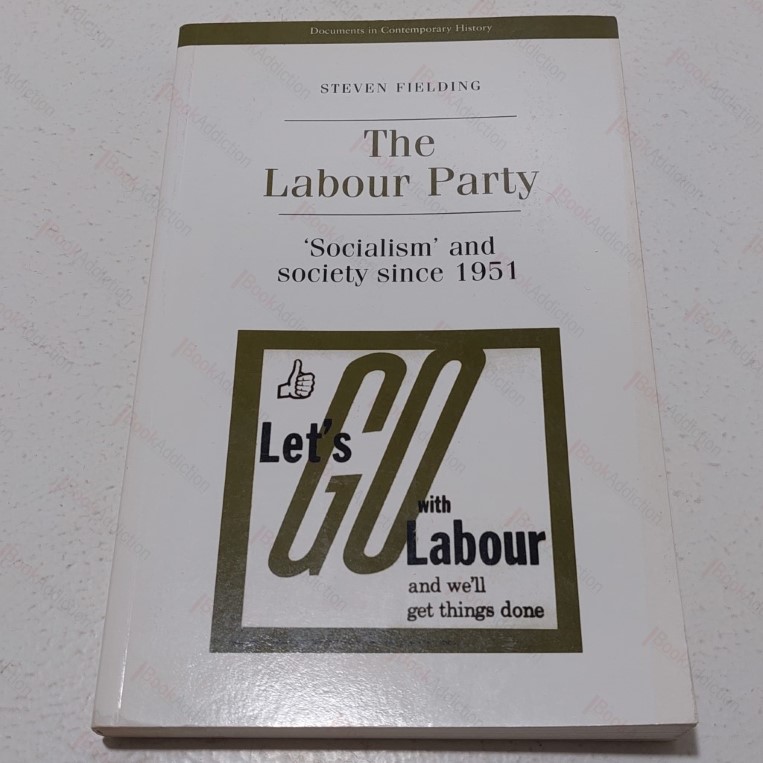 Documents in Contemporary History
STEVEN FIELDING
The
Labour Party
‘Socialism’ and
society since 1951
Let's
GO
with
Labour
and we'll
get things done
BookAddiction